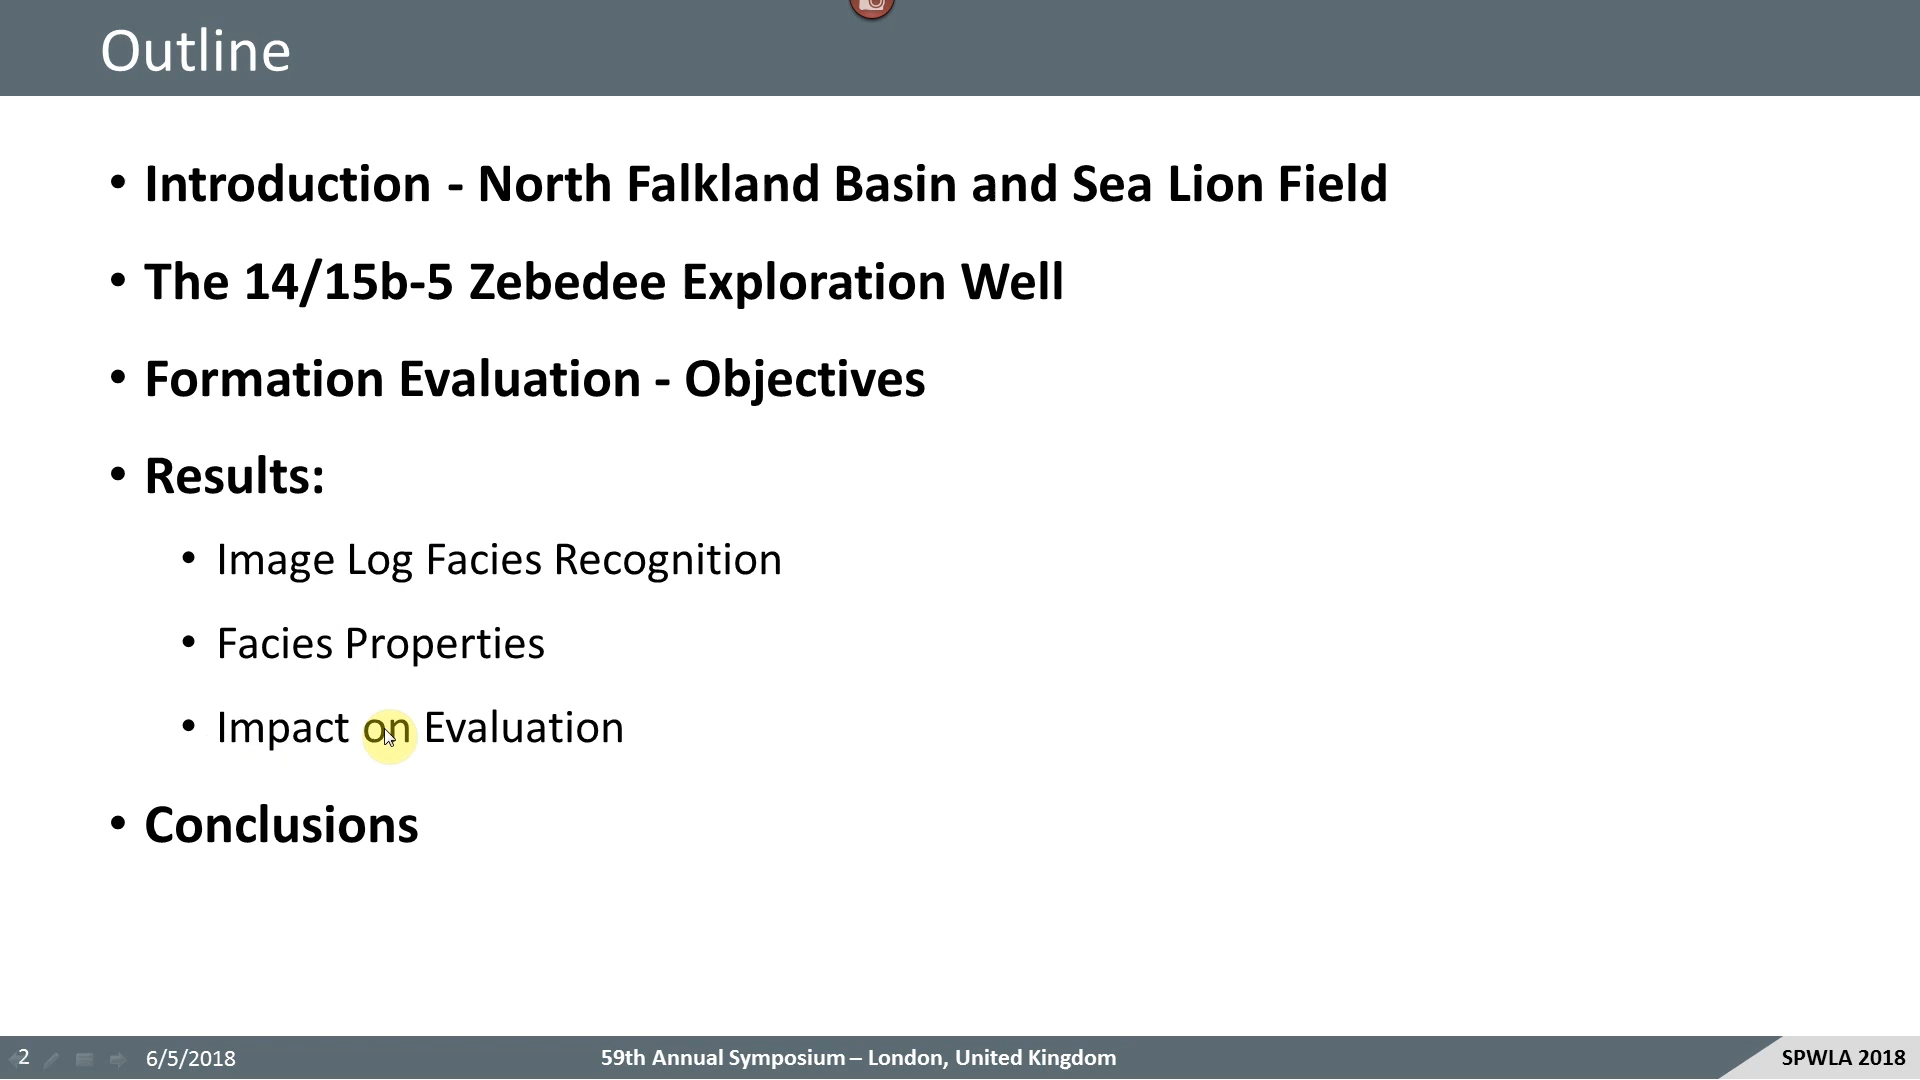 Outline
• Introduction - North Falkland Basin and Sea Lion Field
• The 14/15b-5 Zebedee Exploration Well
• Formation Evaluation - Objectives
• Results:
• Image Log Facies Recognition
• Facies Properties
• Impact on Evaluation
• Conclusions
2 6/5/2018 59th Annual Symposium – London, United Kingdom SPWLA 2018